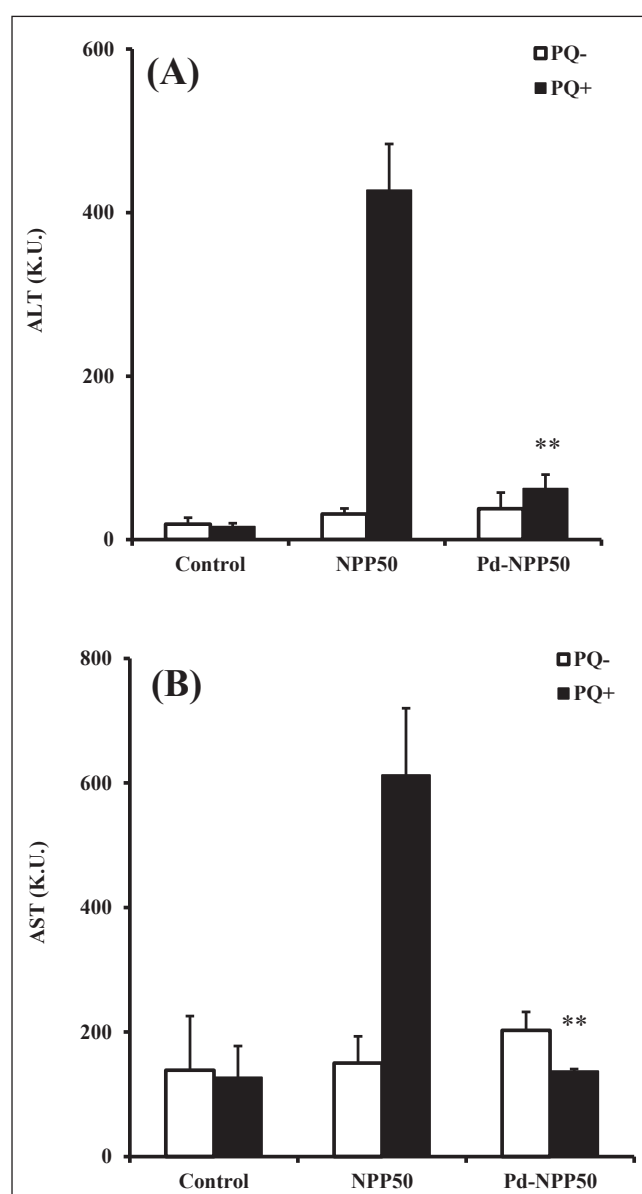 (A)
PQ-
PQ+
600
400
200
0
ALT (K.U.)
**
Control NPP50 Pd-NPP50
(B)
PQ-
PQ+
800
600
400
200
0
AST (K.U.)
**
Control NPP50 Pd-NPP50